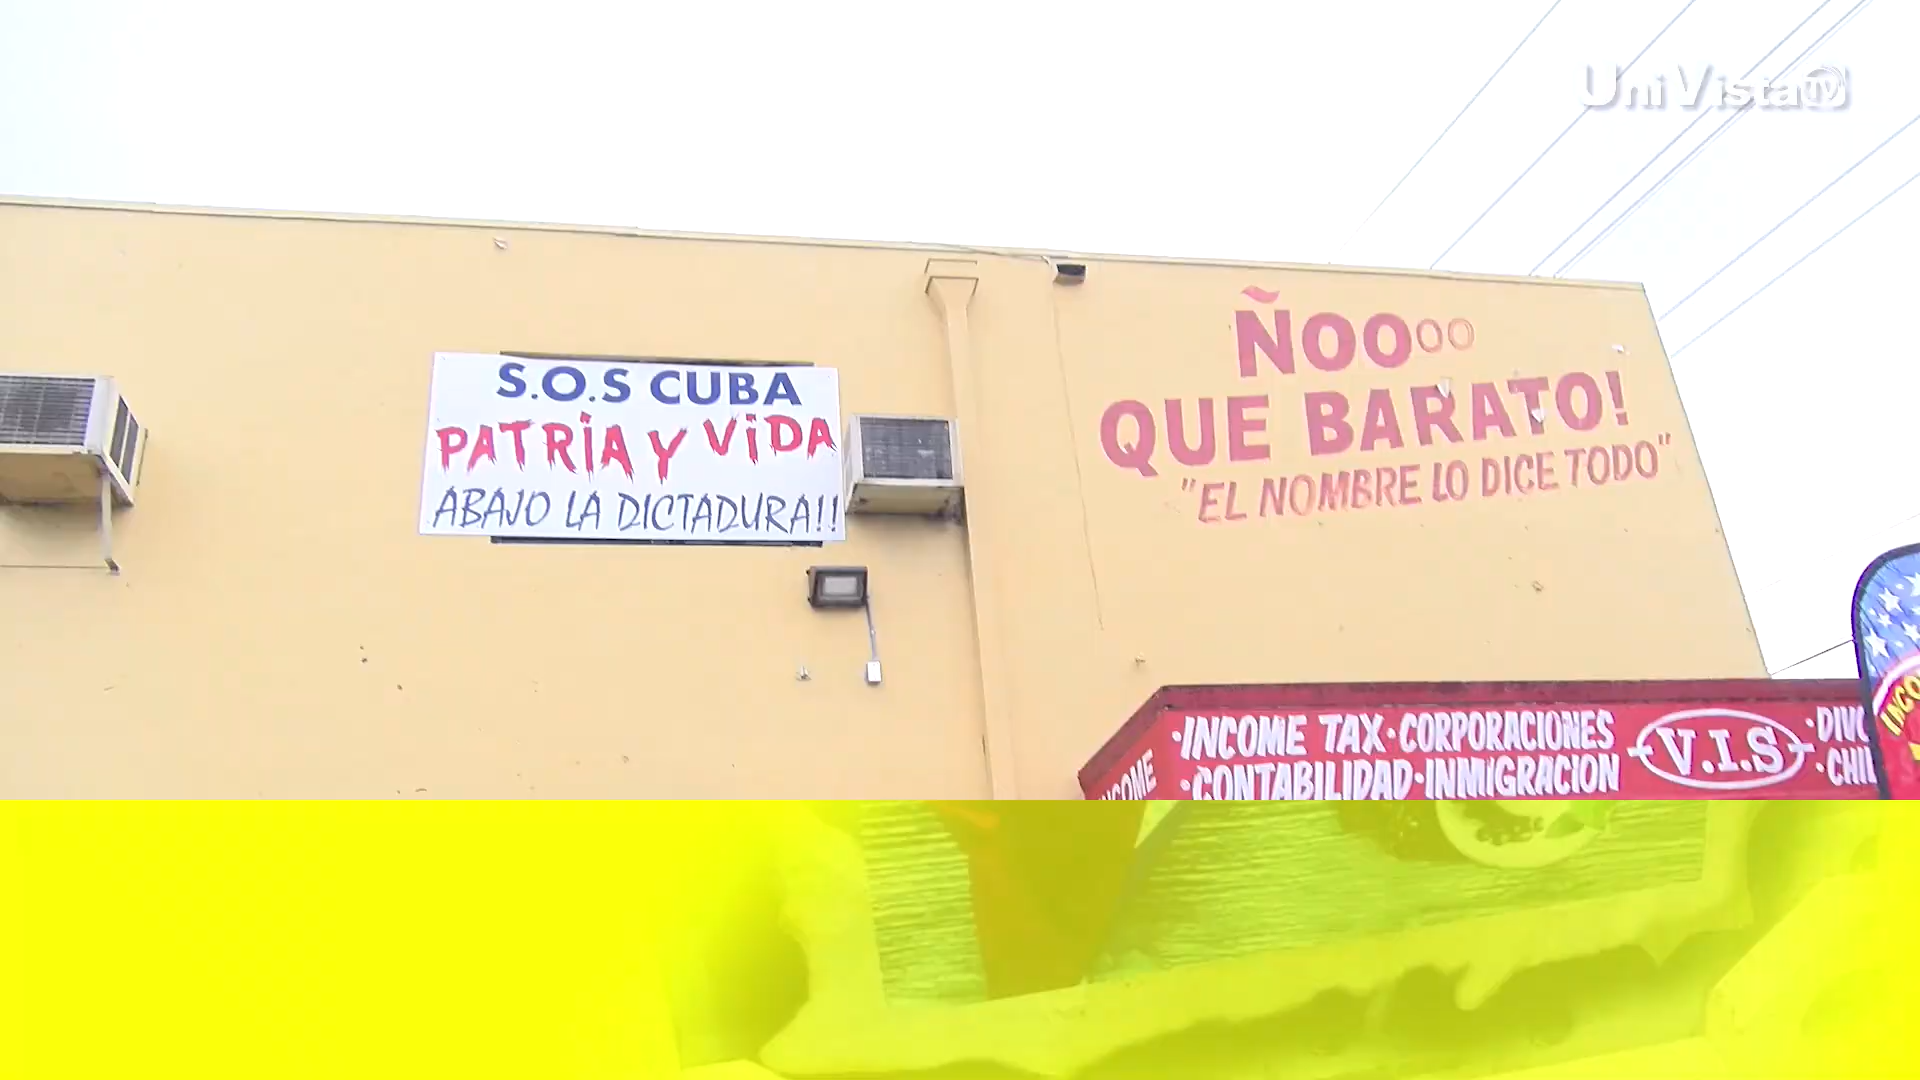 UniVista TV
S.O.S CUBA
PATRIA Y VIDA
ABAJO LA DICTADURA!!
ÑOOOO
QUE BARATO!
"EL NOMBRE LO DICE TODO"
·INCOME TAX·CORPORACIONES
·CONTABILIDAD·INMIGRACION
V.I.S
INCOME